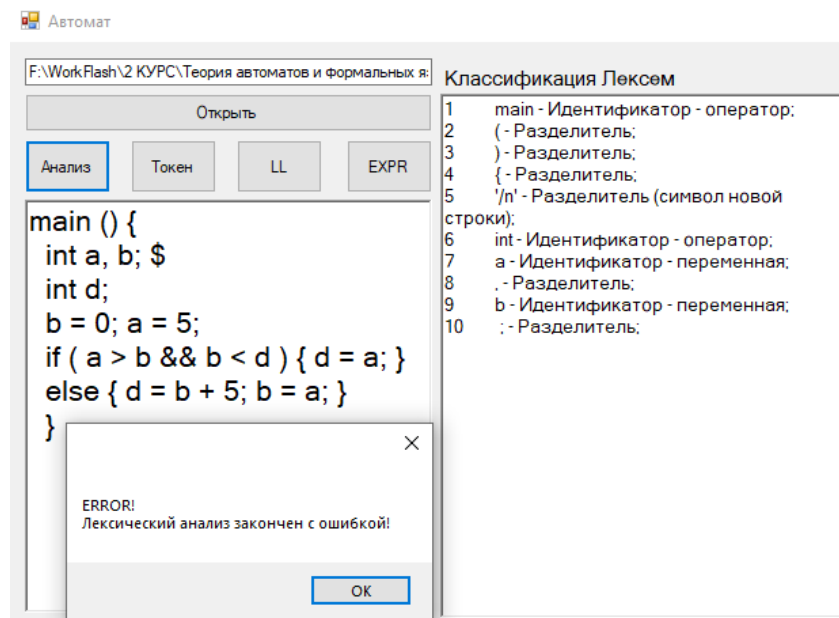 Автомат
F:\WorkFlash\2 КУРС\Теория автоматов и формальных я
Открыть
Анализ Токен LL EXPR
main () {
int a, b; $
int d;
b = 0; a = 5;
if ( a > b && b < d ) { d = a; }
else { d = b + 5; b = a; }
}
Классификация Лексем
1 main - Идентификатор - оператор;
2 ( - Разделитель;
3 ) - Разделитель;
4 { - Разделитель;
5 '/n' - Разделитель (символ новой
строки);
6 int - Идентификатор - оператор;
7 a - Идентификатор - переменная;
8 , - Разделитель;
9 b - Идентификатор - переменная;
10 ; - Разделитель;
ERROR!
Лексический анализ закончен с ошибкой!
OK